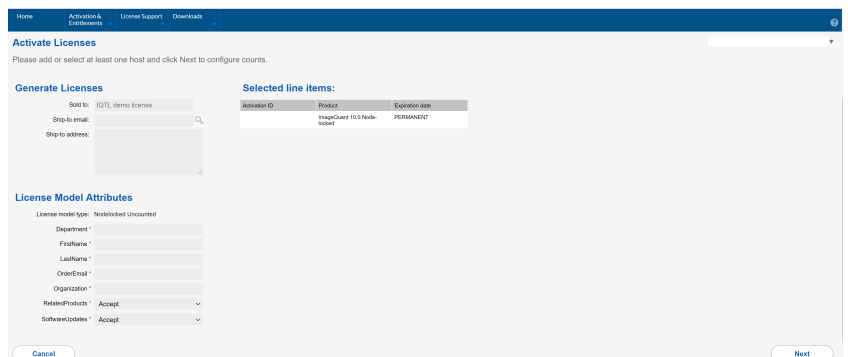 Home
Activation &
Entitlements
License Support
Downloads
Activate Licenses
Please add or select at least one host and click Next to configure counts.
Generate Licenses
Sold to: IQTL demo license
Ship-to email:
Ship-to address:
Selected line items:
Activation ID Product Expiration date
ImageQuant 10.0 Node-
locked
PERMANENT
License Model Attributes
License model type: Nodelocked Uncounted
Department *
FirstName *
LastName *
OrderEmail *
Organization *
RelatedProducts * Accept
SoftwareUpdates * Accept
Cancel
Next